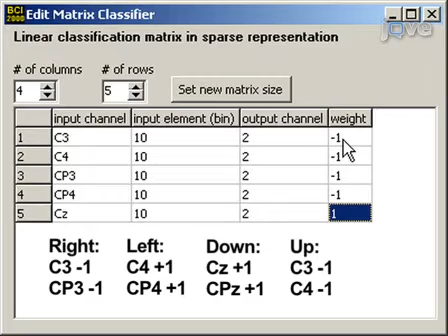 BCI 2000 Edit Matrix Classifier
jove
Linear classification matrix in sparse representation
# of columns # of rows
4 5 Set new matrix size
input channel input element (bin) output channel weight
1 C3 10 2 -1
2 C4 10 2 -1
3 CP3 10 2 -1
4 CP4 10 2 -1
5 Cz 10 2 1
Right: Left: Down: Up:
C3 -1 C4 +1 Cz +1 C3 -1
CP3 -1 CP4 +1 CPz +1 C4 -1